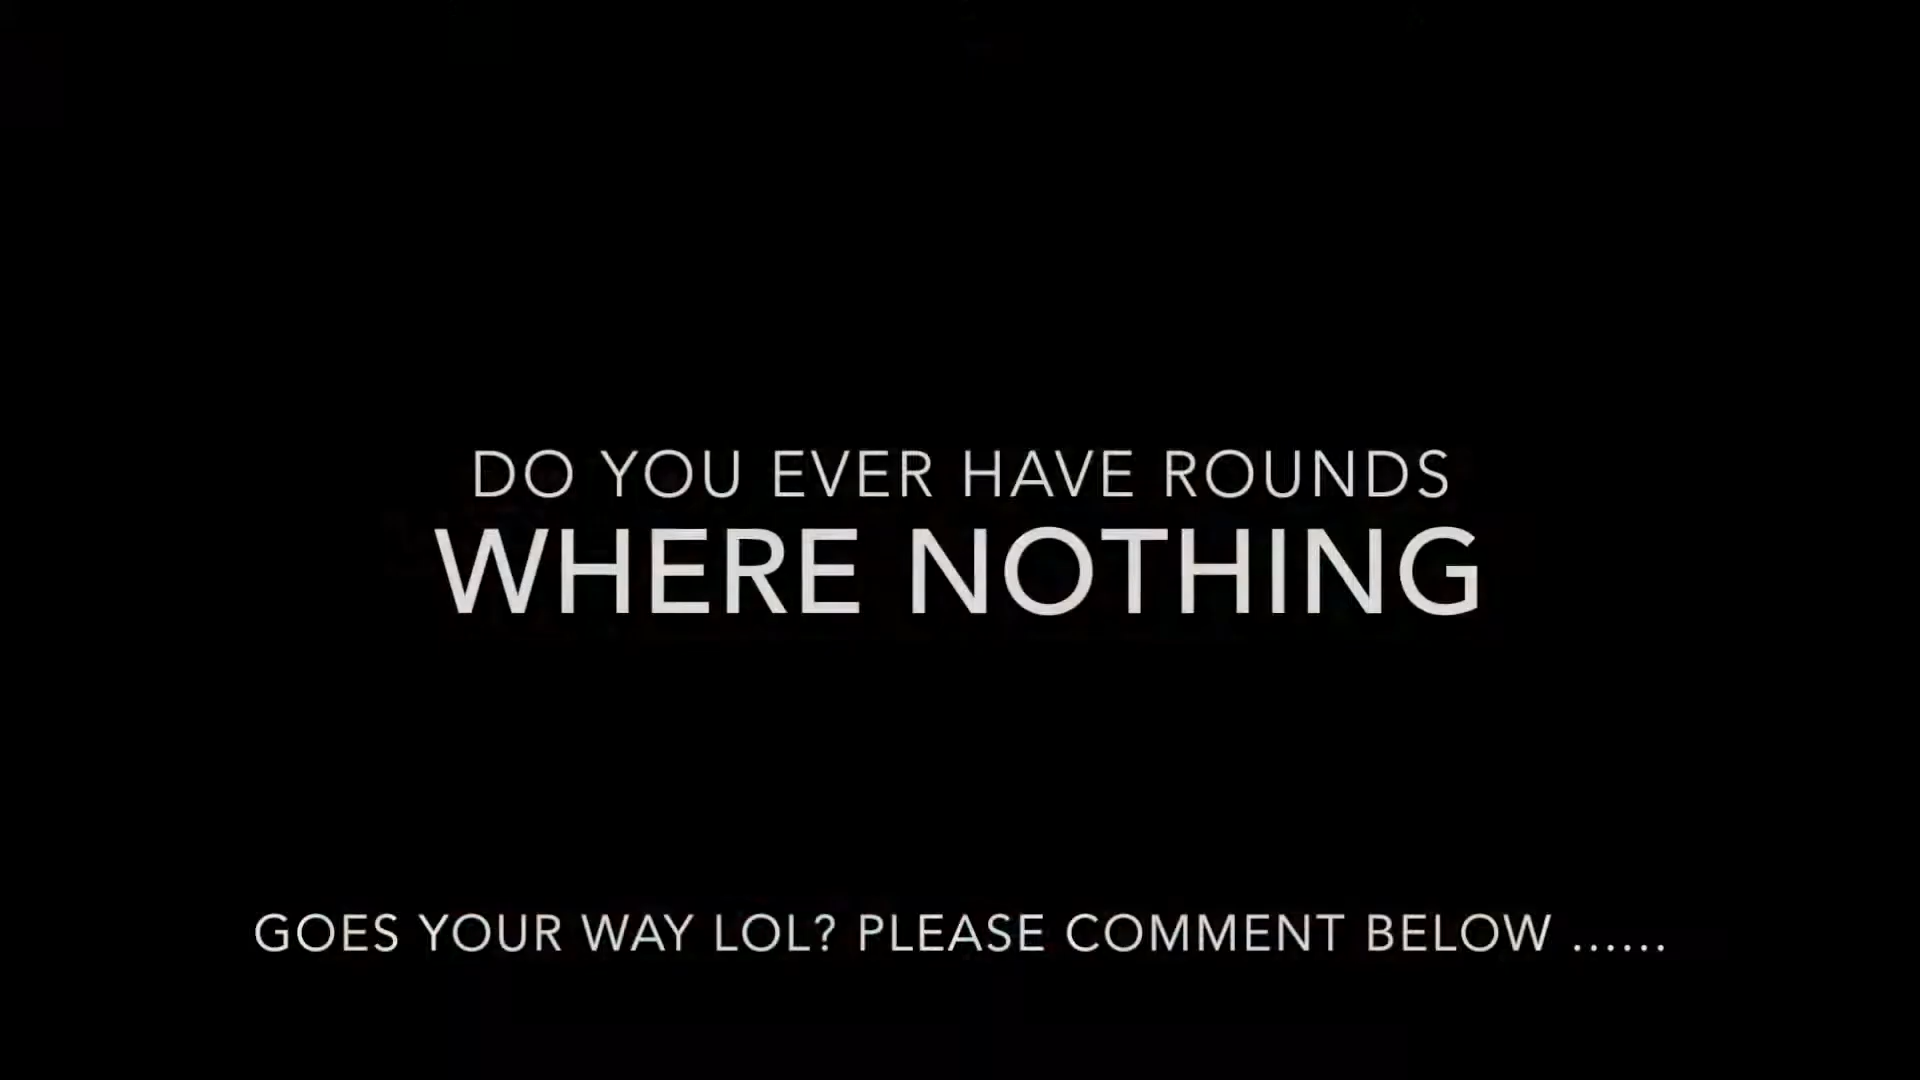 DO YOU EVER HAVE ROUNDS
WHERE NOTHING
GOES YOUR WAY LOL? PLEASE COMMENT BELOW ......